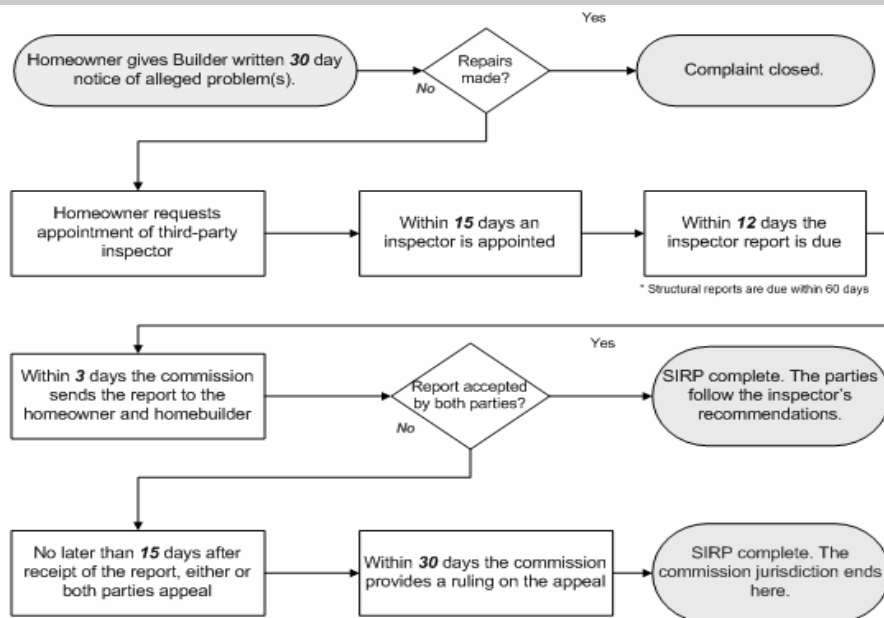 Yes
Homeowner gives Builder written 30 day
notice of alleged problem(s).
Repairs
made?
Complaint closed.
No
Homeowner requests
appointment of third-party
inspector
Within 15 days an
inspector is appointed
Within 12 days the
inspector report is due
* Structural reports are due within 60 days
Yes
Within 3 days the commission
sends the report to the
homeowner and homebuilder
Report accepted
by both parties?
SIRP complete. The parties
follow the inspector's
recommendations.
No
No later than 15 days after
receipt of the report, either or
both parties appeal
Within 30 days the commission
provides a ruling on the appeal
SIRP complete. The
commission jurisdiction ends
here.